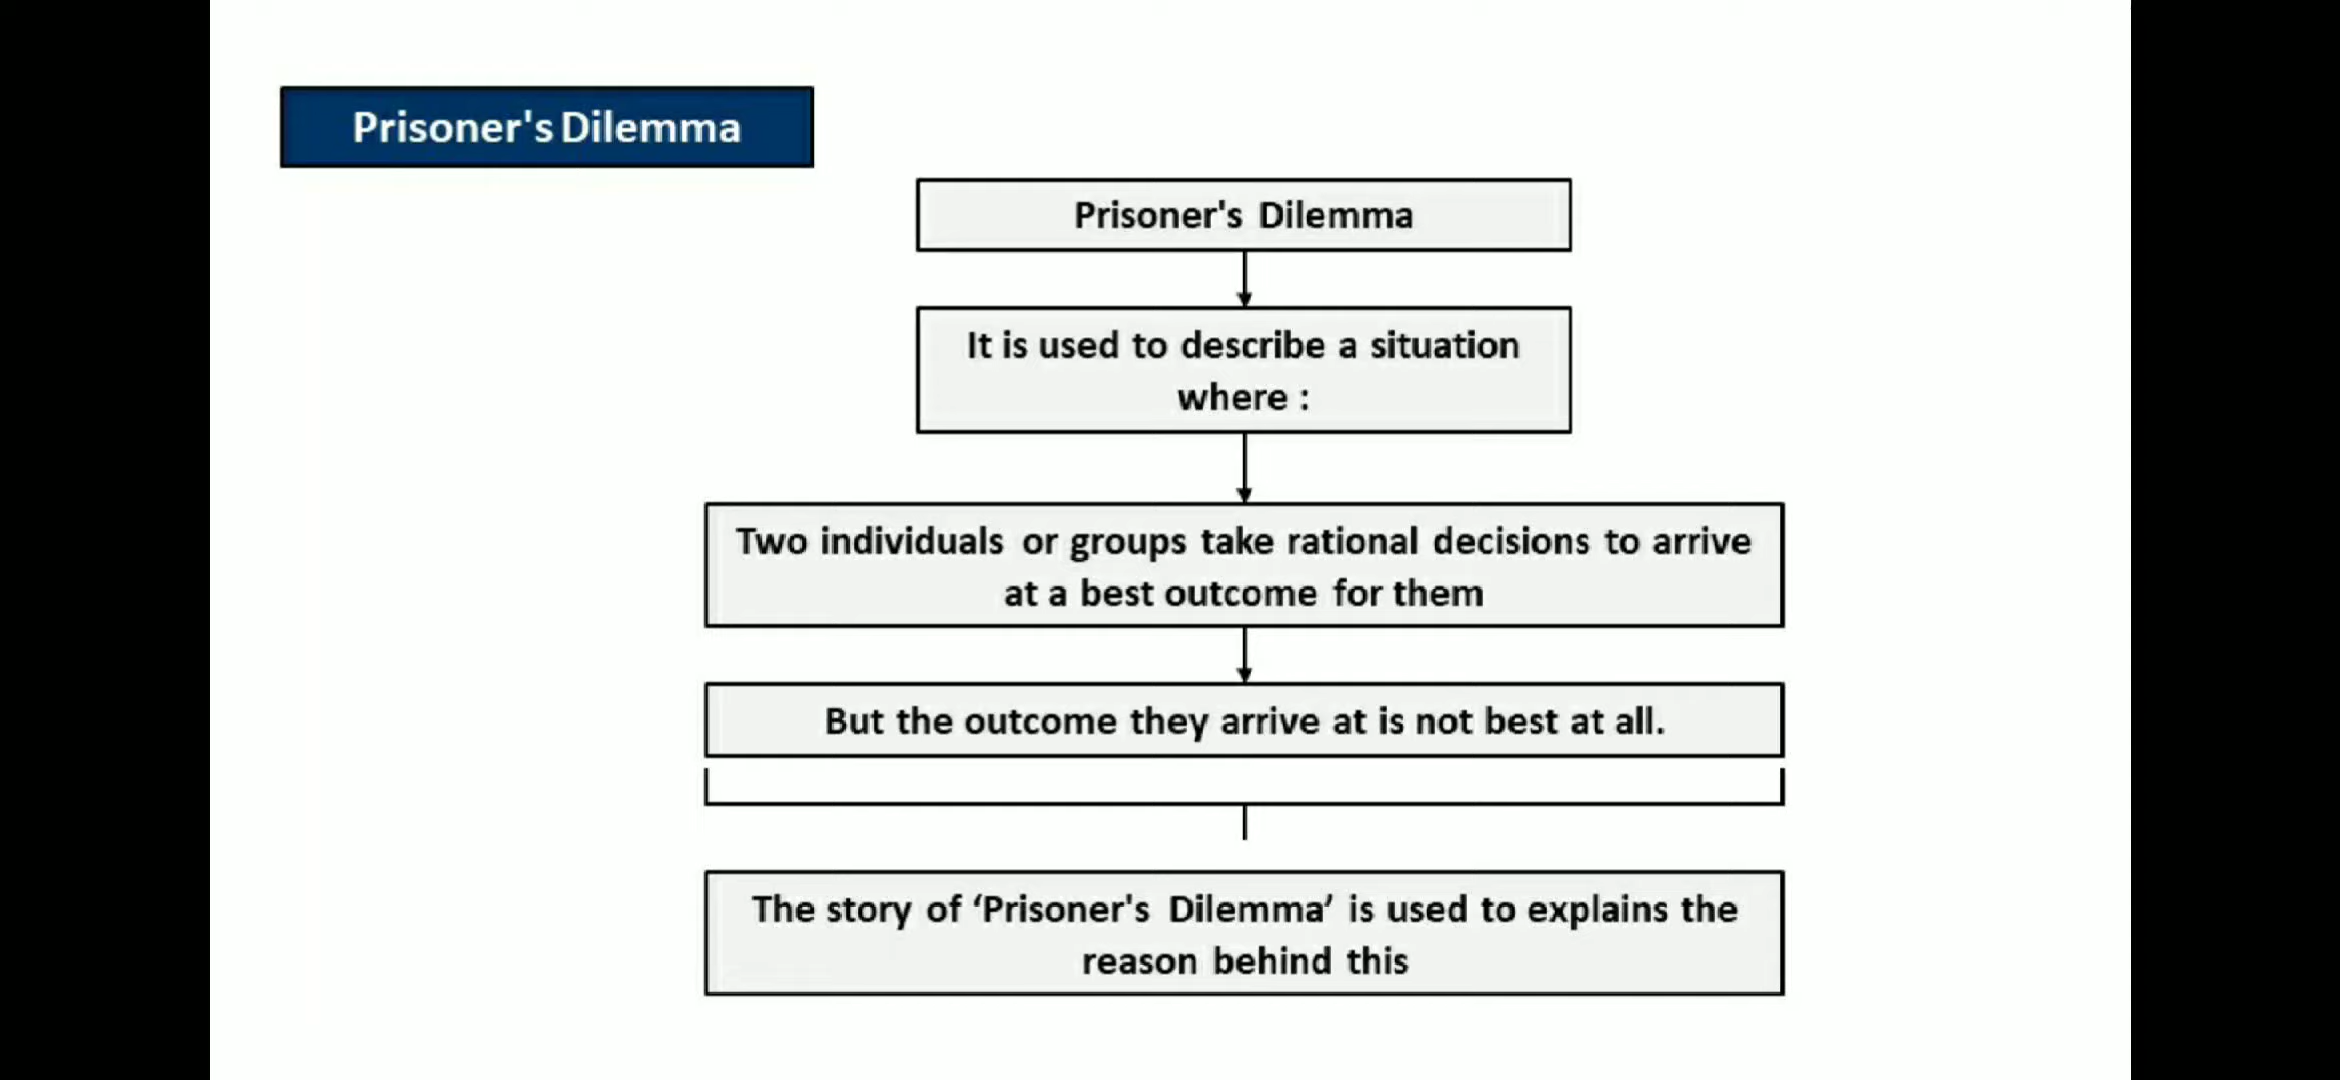 Prisoner's Dilemma
Prisoner's Dilemma
It is used to describe a situation
where :
Two individuals or groups take rational decisions to arrive
at a best outcome for them
But the outcome they arrive at is not best at all.
The story of ‘Prisoner's Dilemma’ is used to explains the
reason behind this